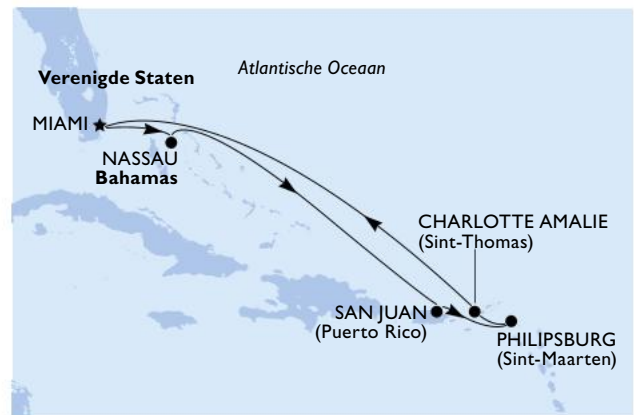 Atlantische Oceaan
Verenigde Staten
MIAMI
NASSAU
Bahamas
CHARLOTTE AMALIE
(Sint-Thomas)
SAN JUAN
(Puerto Rico)
PHILIPSBURG
(Sint-Maarten)